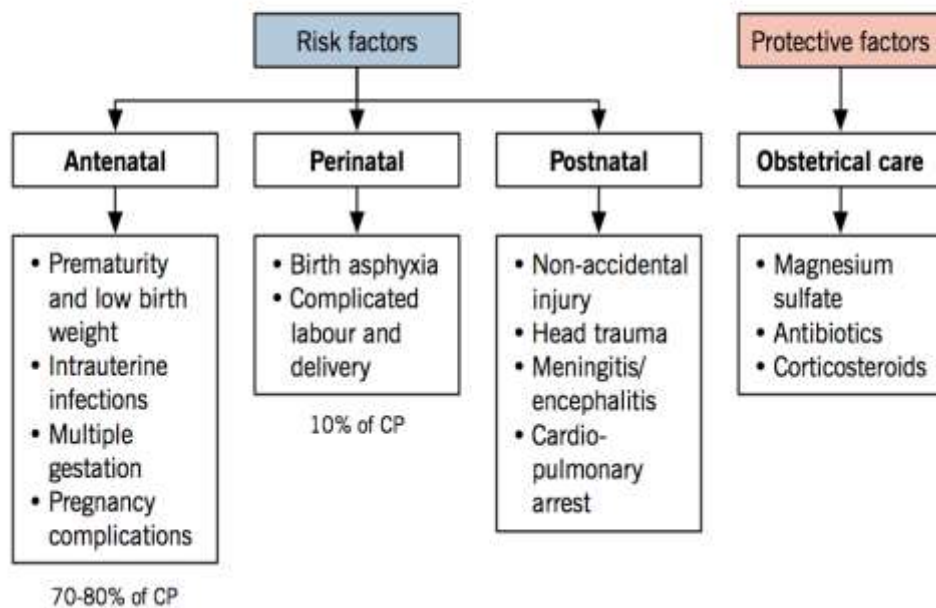 Risk factors
Protective factors
Antenatal
Perinatal
Postnatal
Obstetrical care
• Prematurity
and low birth
weight
• Intrauterine
infections
• Multiple
gestation
• Pregnancy
complications
70-80% of CP
• Birth asphyxia
• Complicated
labour and
delivery
10% of CP
• Non-accidental
injury
• Head trauma
• Meningitis/
encephalitis
• Cardio-
pulmonary
arrest
• Magnesium
sulfate
• Antibiotics
• Corticosteroids